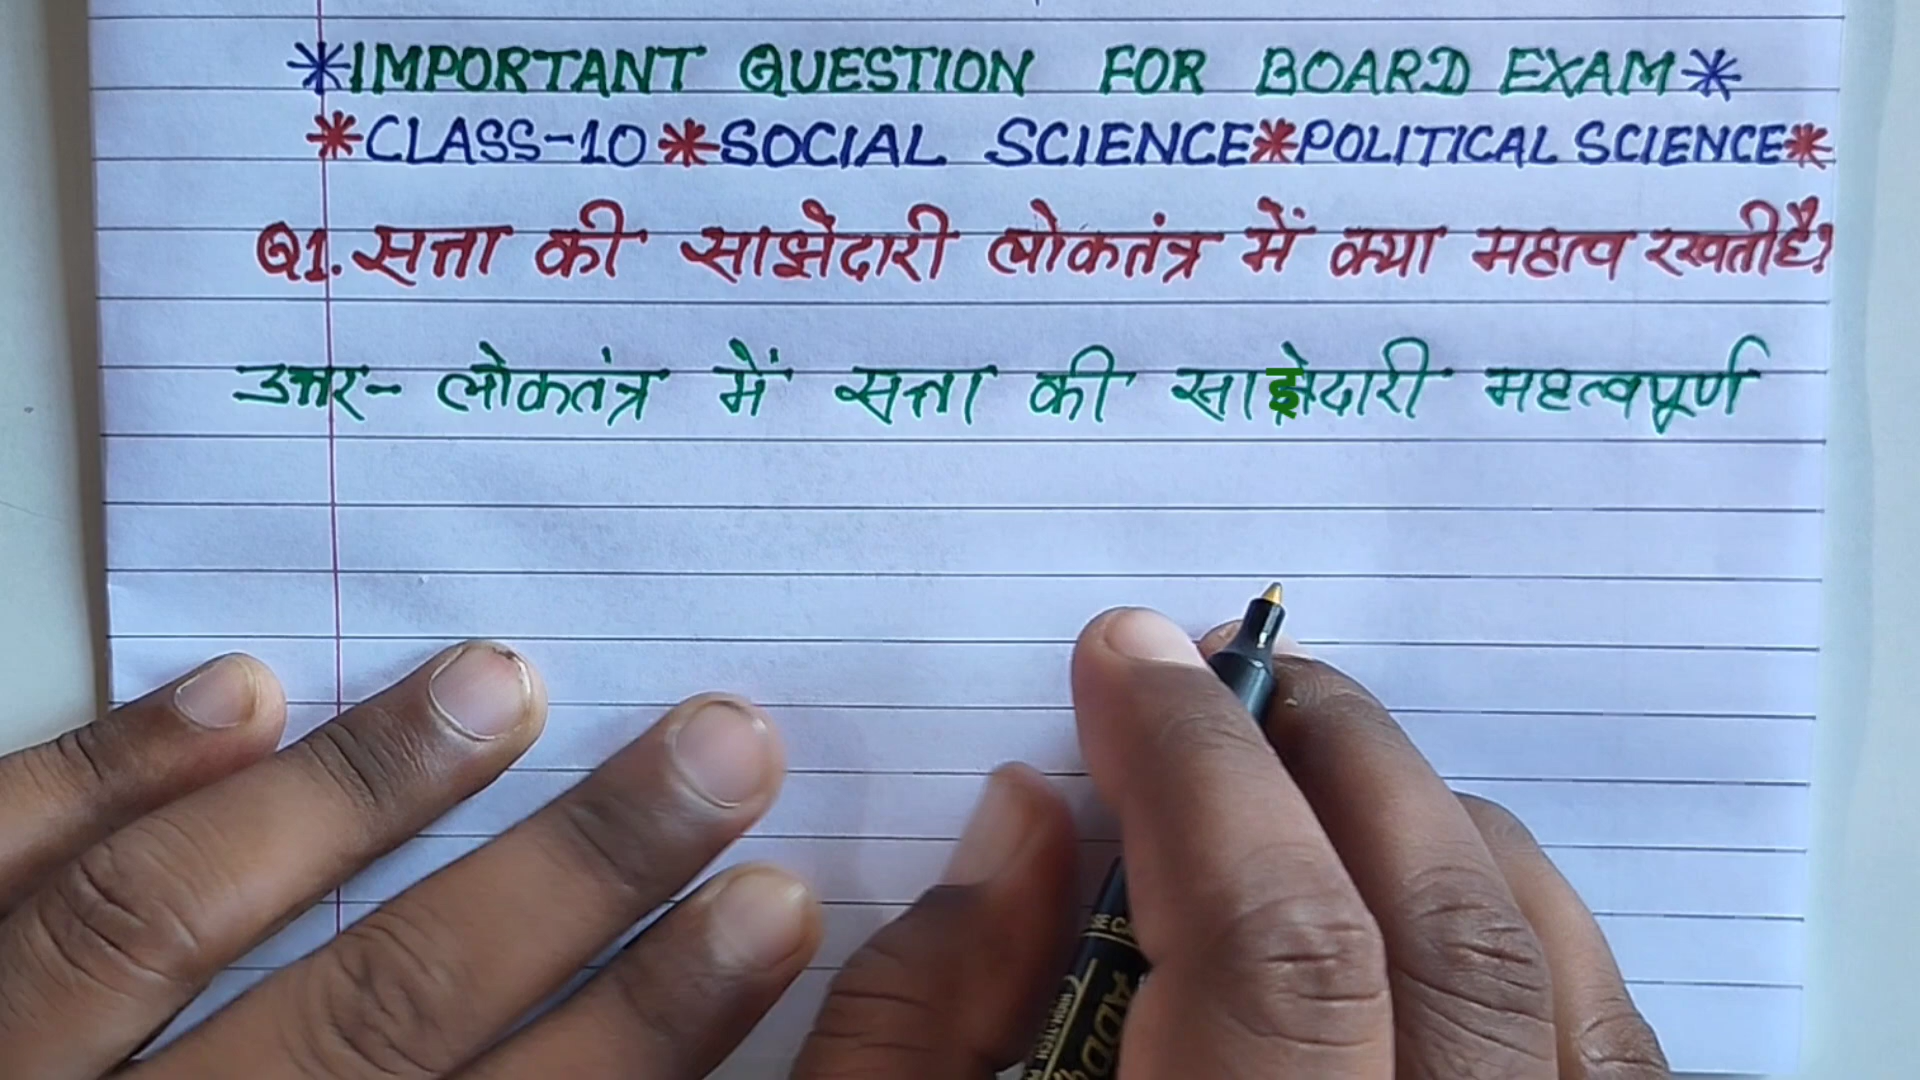 *IMPORTANT QUESTION FOR BOARD EXAM*
*CLASS-10*SOCIAL SCIENCE*POLITICAL SCIENCE*
Q1. सत्ता की साझेदारी लोकतंत्र में क्या महत्व रखती है?
उत्तर- लोकतंत्र में सत्ता की साझेदारी महत्वपूर्ण